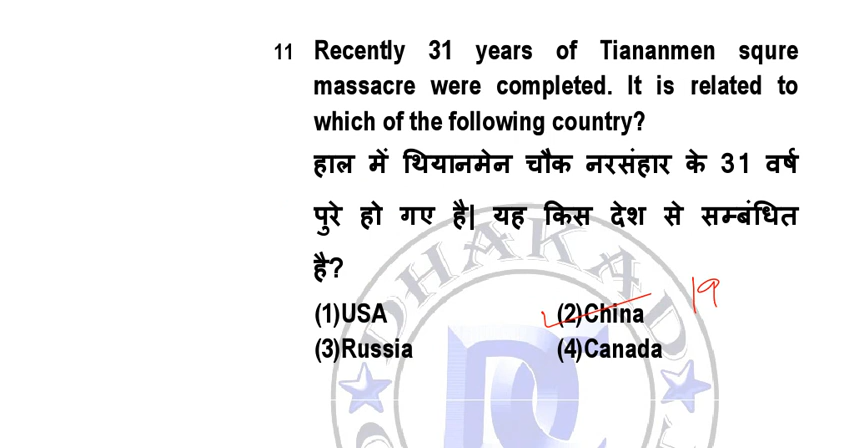 11 Recently 31 years of Tiananmen squre
massacre were completed. It is related to
which of the following country?
हाल में थियानमेन चौक नरसंहार के 31 वर्ष
पुरे हो गए है| यह किस देश से सम्बंधित
है?
(1)USA (2)China 19
(3)Russia (4)Canada
DHAKAD